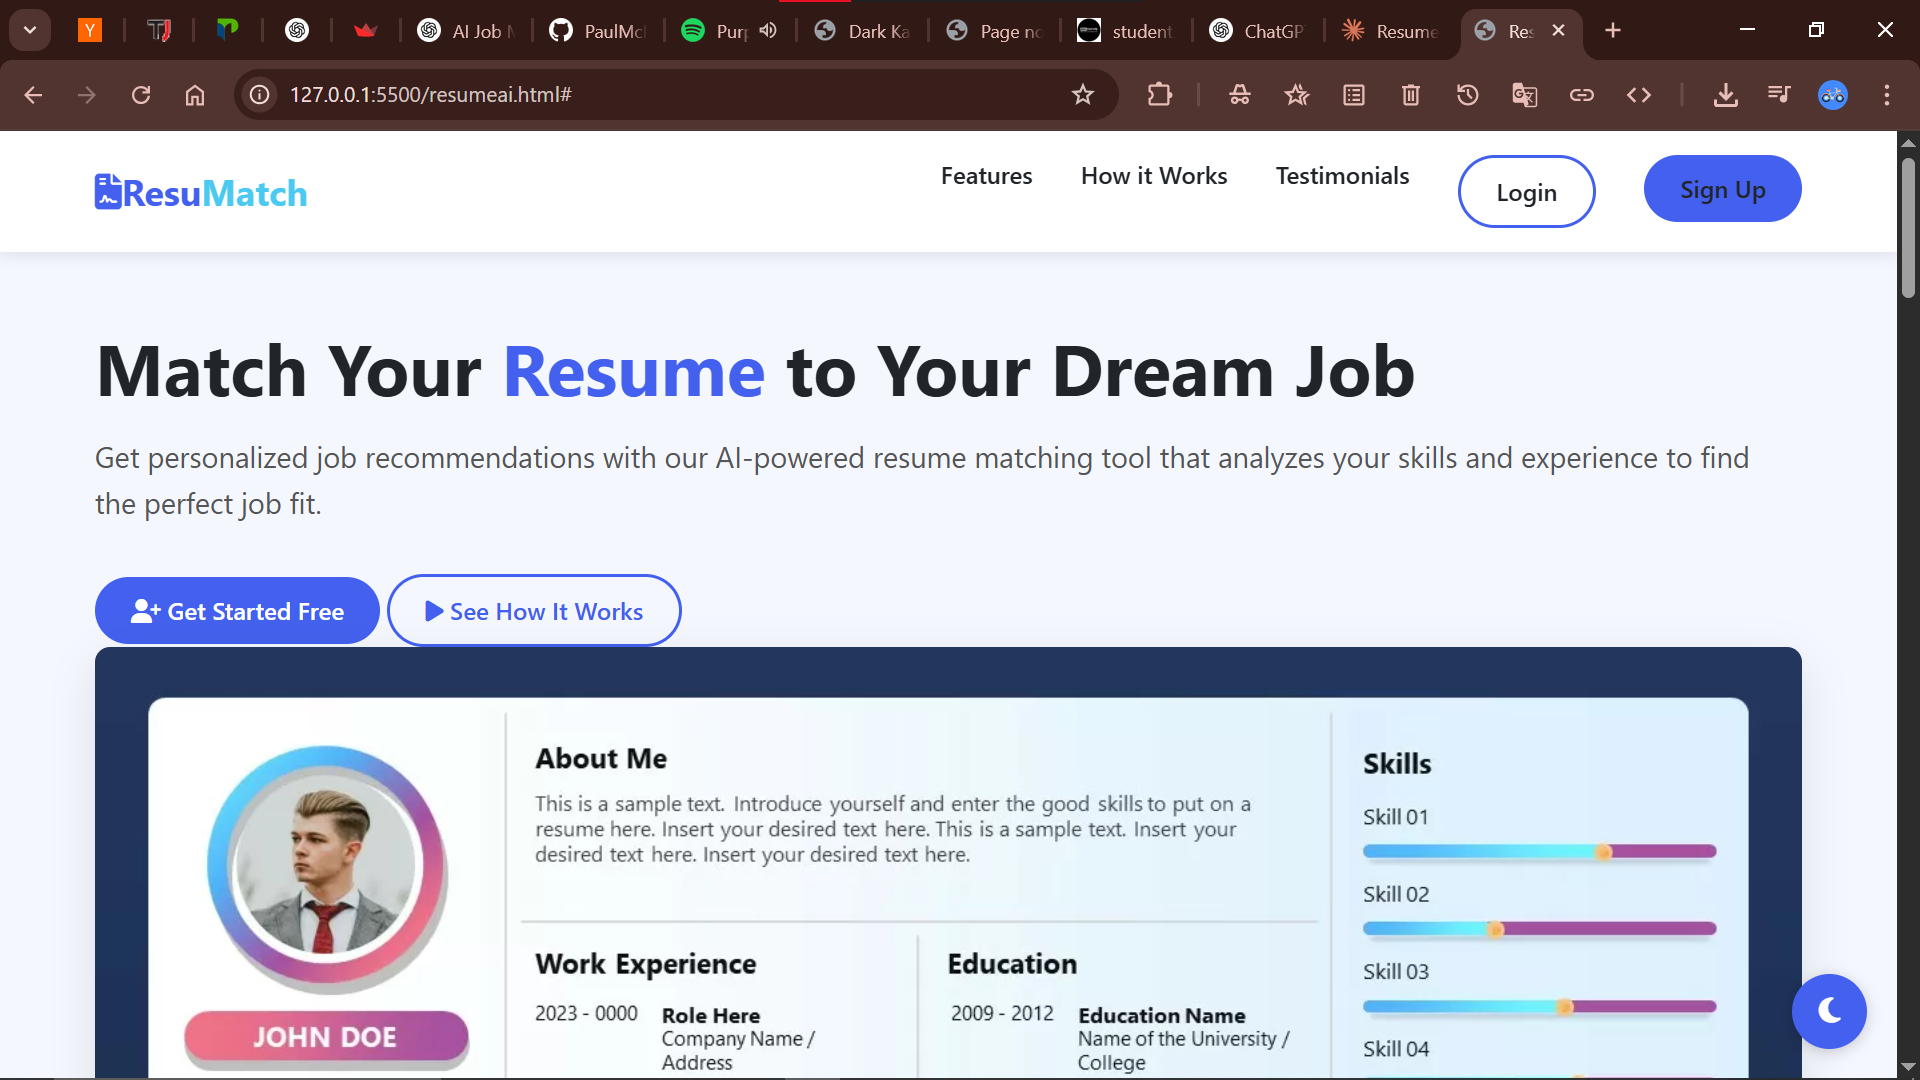 Y
TJ
AI Job
PaulMcl
Pur
Dark Ka
Page no
student
ChatGP
Resume
Res
127.0.0.1:5500/resumeai.html#
ResuMatch
Features
How it Works
Testimonials
Login
Sign Up
Match Your Resume to Your Dream Job
Get personalized job recommendations with our AI-powered resume matching tool that analyzes your skills and experience to find
the perfect job fit.
Get Started Free
See How It Works
About Me
This is a sample text. Introduce yourself and enter the good skills to put on a
resume here. Insert your desired text here. This is a sample text. Insert your
desired text here. Insert your desired text here.
Skills
Skill 01
Skill 02
Skill 03
Skill 04
Work Experience
2023 - 0000
Role Here
Company Name /
Address
Education
2009 - 2012
Education Name
Name of the University /
College
JOHN DOE